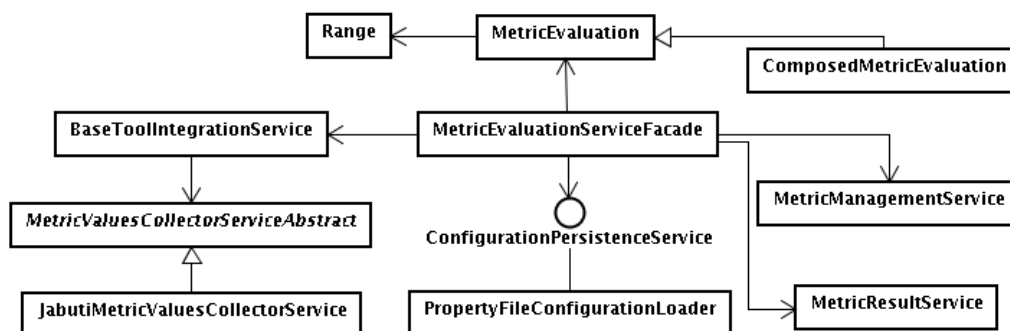 Range
MetricEvaluation
ComposedMetricEvaluation
BaseToolIntegrationService
MetricEvaluationServiceFacade
MetricManagementService
MetricValuesCollectorServiceAbstract
ConfigurationPersistenceService
JabutiMetricValuesCollectorService
PropertyFileConfigurationLoader
MetricResultService